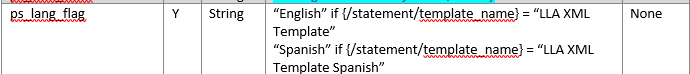 ps_lang_flag Y String “English” if {/statement/template_name} = “LLA XML None
Template”
“Spanish” if {/statement/template_name} = “LLA XML
Template Spanish”